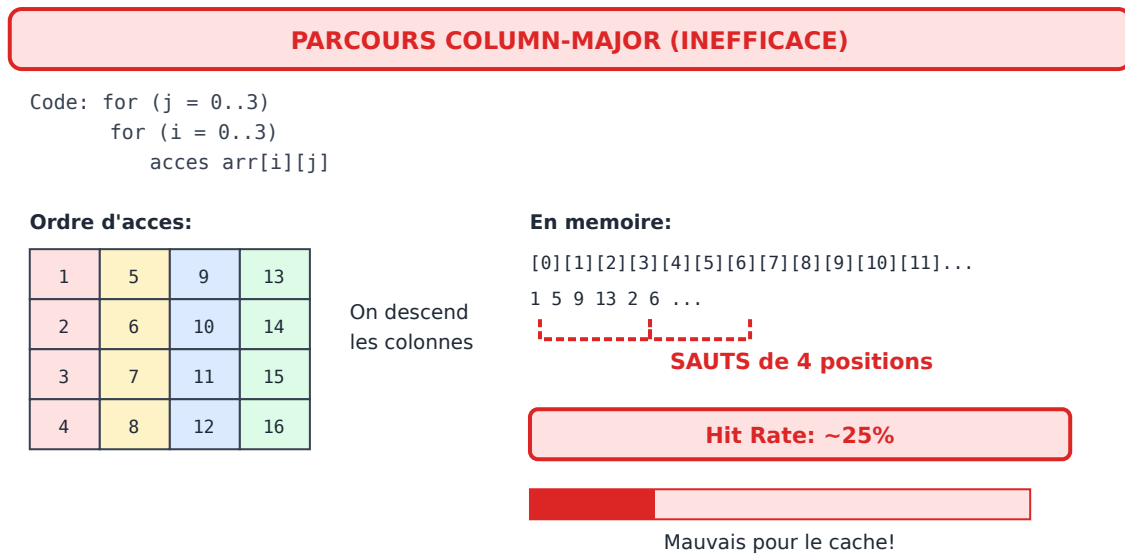 PARCOURS COLUMN-MAJOR (INEFFICACE)
Code: for (j = 0..3)
for (i = 0..3)
acces arr[i][j]
Ordre d'acces:
1 5 9 13
2 6 10 14
3 7 11 15
4 8 12 16
On descend
les colonnes
En memoire:
[0][1][2][3][4][5][6][7][8][9][10][11]...
1 5 9 13 2 6 ...
SAUTS de 4 positions
Hit Rate: ~25%
Mauvais pour le cache!